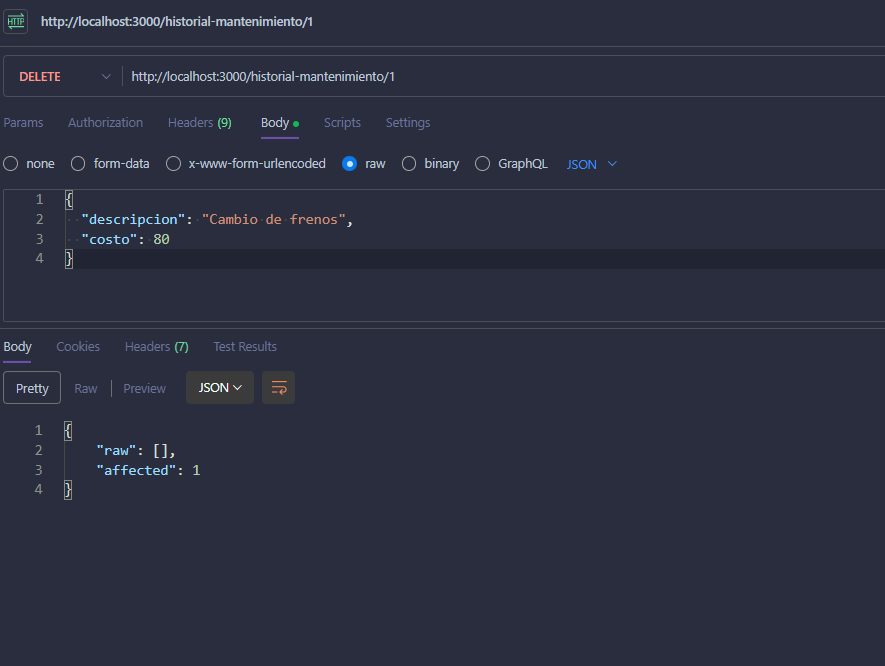 HTTP http://localhost:3000/historial-mantenimiento/1
DELETE http://localhost:3000/historial-mantenimiento/1
Params Authorization Headers (9) Body Scripts Settings
none form-data x-www-form-urlencoded raw binary GraphQL JSON
1 {
2 "descripcion": "Cambio de frenos",
3 "costo": 80
4 }
Body Cookies Headers (7) Test Results
Pretty Raw Preview JSON
1 {
2 "raw": [],
3 "affected": 1
4 }